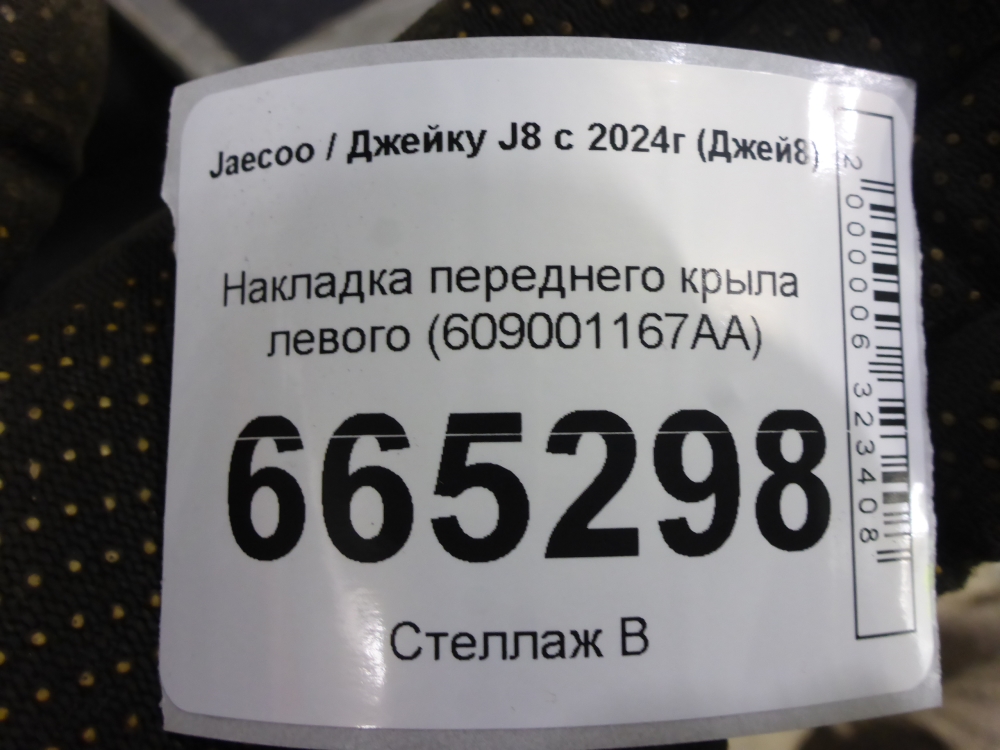 Jaecoo / Джейку J8 с 2024г (Джей8)
Накладка переднего крыла
левого (609001167AA)
665298
Стеллаж В
2000006323408